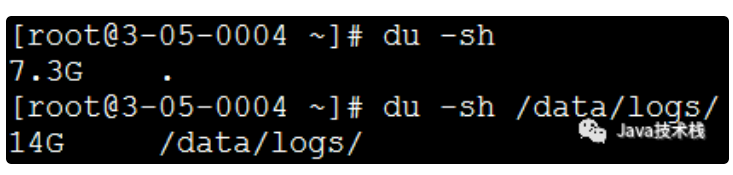 [root@3-05-0004 ~]# du -sh
7.3G    .
[root@3-05-0004 ~]# du -sh /data/logs/
14G     /data/logs/
Java技术栈